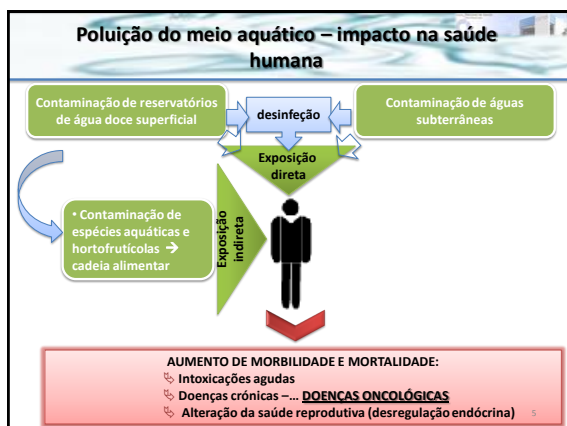 Poluição do meio aquático – impacto na saúde
humana
Contaminação de reservatórios
de água doce superficial
desinfeção
Contaminação de águas
subterrâneas
Exposição
direta
• Contaminação de
espécies aquáticas e
hortofrutícolas →
cadeia alimentar
Exposição
indireta
AUMENTO DE MORBILIDADE E MORTALIDADE:
Intoxicações agudas
Doenças crónicas –... DOENÇAS ONCOLÓGICAS
Alteração da saúde reprodutiva (desregulação endócrina)
5